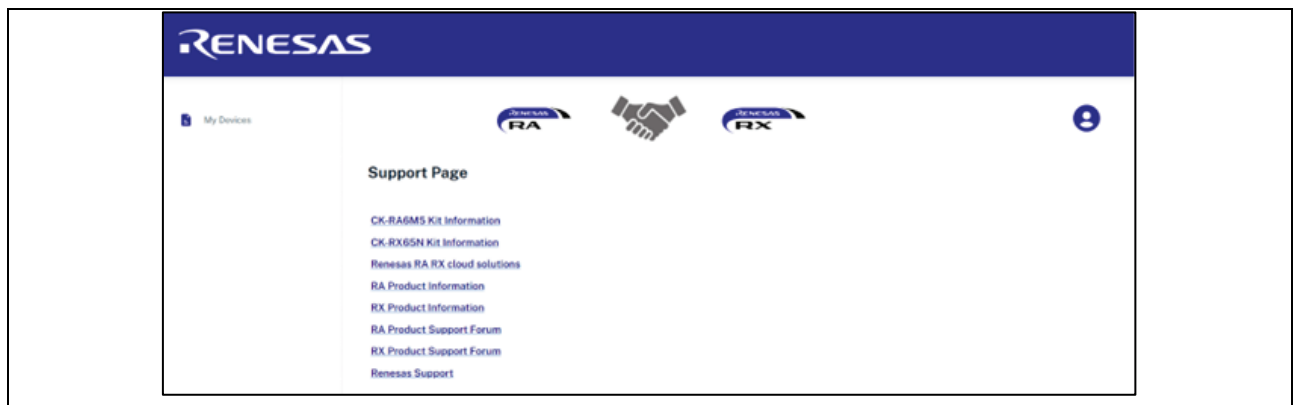 RENESAS
My Devices
RENESAS
RA
RENESAS
RX
Support Page
CK-RA6M5 Kit Information
CK-RX65N Kit Information
Renesas RA RX cloud solutions
RA Product Information
RX Product Information
RA Product Support Forum
RX Product Support Forum
Renesas Support